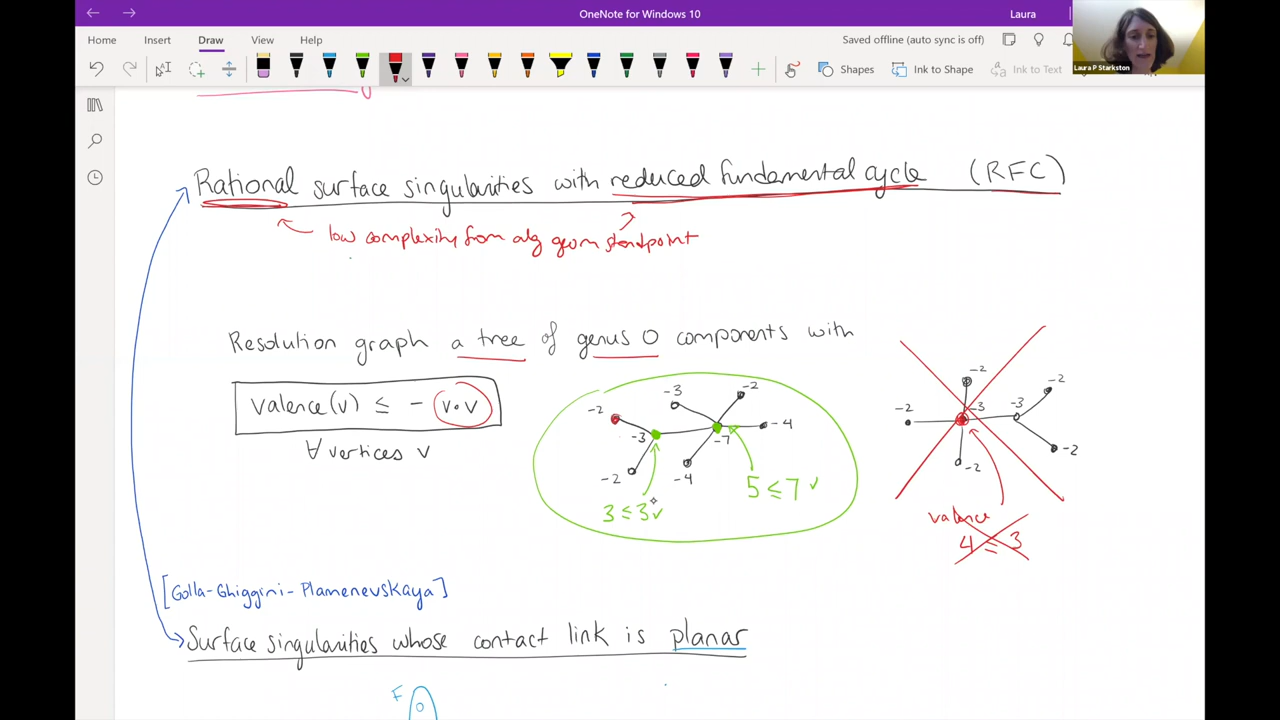 OneNote for Windows 10
Laura
Home Insert Draw View Help
Saved offline (auto sync is off)
Shapes Ink to Shape Ink to Text
Laura P Starkston
Rational surface singularities with reduced fundamental cycle (RFC)
low complexity from alg geom standpoint
Resolution graph a tree of genus 0 components with
valence(v) ≤ - v•v
∀ vertices v
-2 -3 -2
-3 -7 -4
-2 -4
3 ≤ 3 ✓
5 ≤ 7 ✓
-2 -2
-2 -3 -3
-2 -2
valence
4 ≤ 3
[Golla-Ghiggini-Plamenevskaya]
Surface singularities whose contact link is planar
F